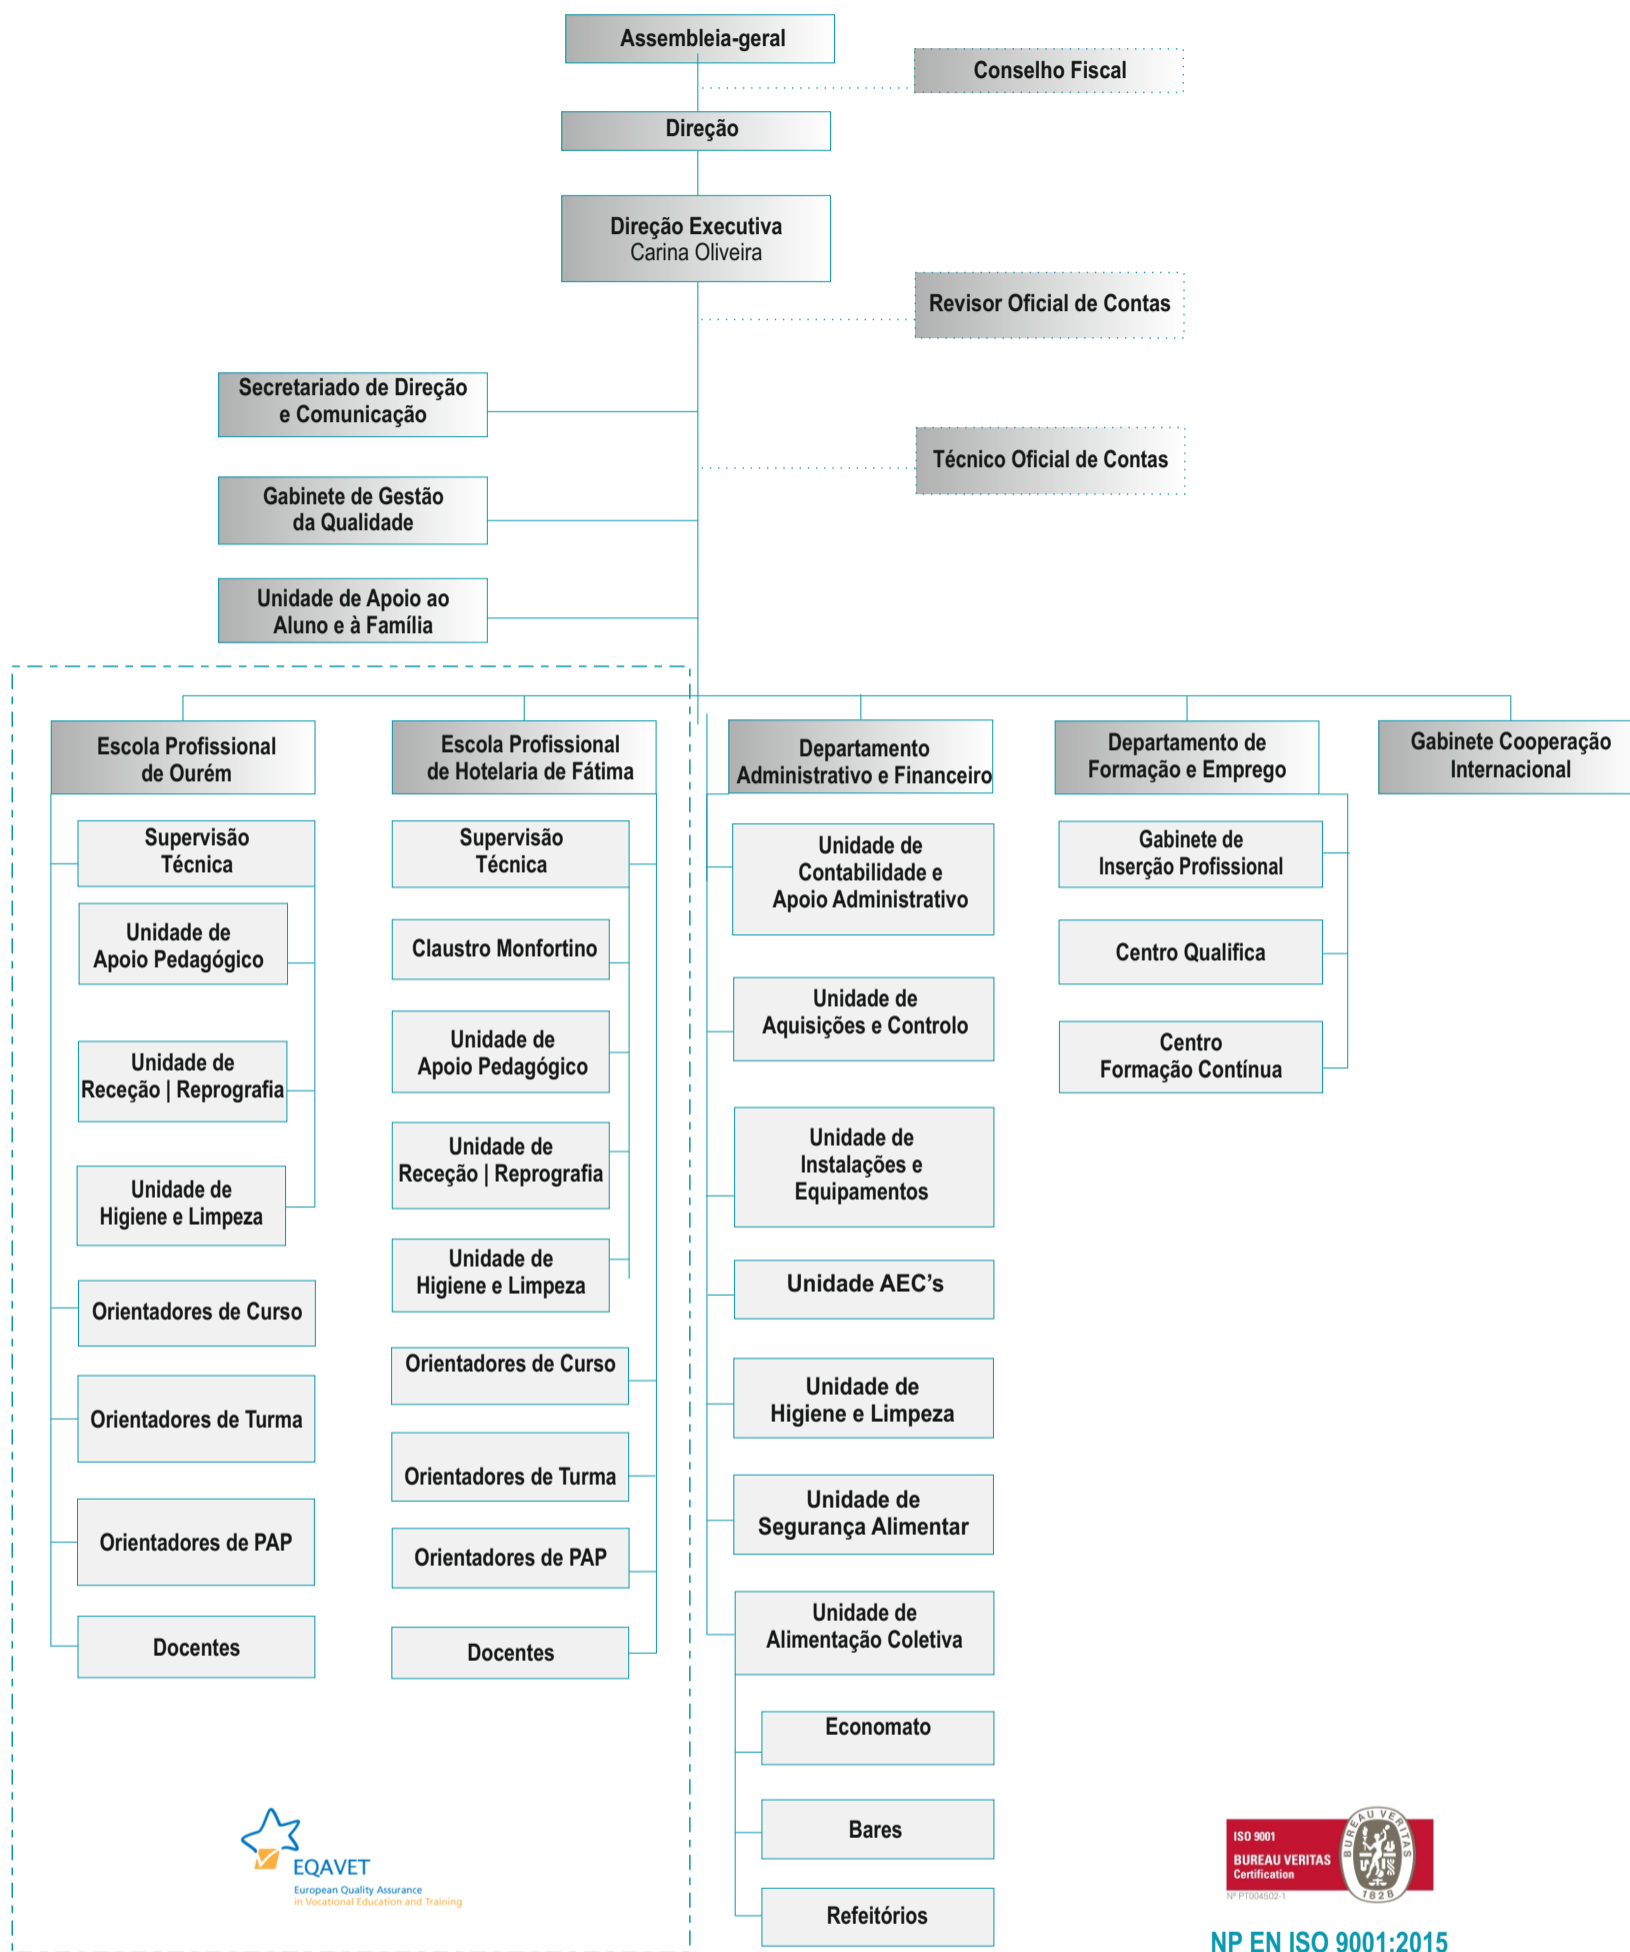 Assembleia-geral
Conselho Fiscal
Direção
Direção Executiva
Carina Oliveira
Revisor Oficial de Contas
Secretariado de Direção
e Comunicação
Técnico Oficial de Contas
Gabinete de Gestão
da Qualidade
Unidade de Apoio ao
Aluno e à Família
Escola Profissional
de Ourém
Supervisão
Técnica
Unidade de
Apoio Pedagógico
Unidade de
Receção | Reprografia
Unidade de
Higiene e Limpeza
Orientadores de Curso
Orientadores de Turma
Orientadores de PAP
Docentes
Escola Profissional
de Hotelaria de Fátima
Supervisão
Técnica
Claustro Monfortino
Unidade de
Apoio Pedagógico
Unidade de
Receção | Reprografia
Unidade de
Higiene e Limpeza
Orientadores de Curso
Orientadores de Turma
Orientadores de PAP
Docentes
Departamento
Administrativo e Financeiro
Unidade de
Contabilidade e
Apoio Administrativo
Unidade de
Aquisições e Controlo
Unidade de
Instalações e
Equipamentos
Unidade AEC’s
Unidade de
Higiene e Limpeza
Unidade de
Segurança Alimentar
Unidade de
Alimentação Coletiva
Economato
Bares
Refeitórios
Departamento de
Formação e Emprego
Gabinete de
Inserção Profissional
Centro Qualifica
Centro
Formação Contínua
Gabinete Cooperação
Internacional
EQAVET
European Quality Assurance
in Vocational Education and Training
ISO 9001
BUREAU VERITAS
Certification
Nº PT004502-1
BUREAU VERITAS
1828
NP EN ISO 9001:2015